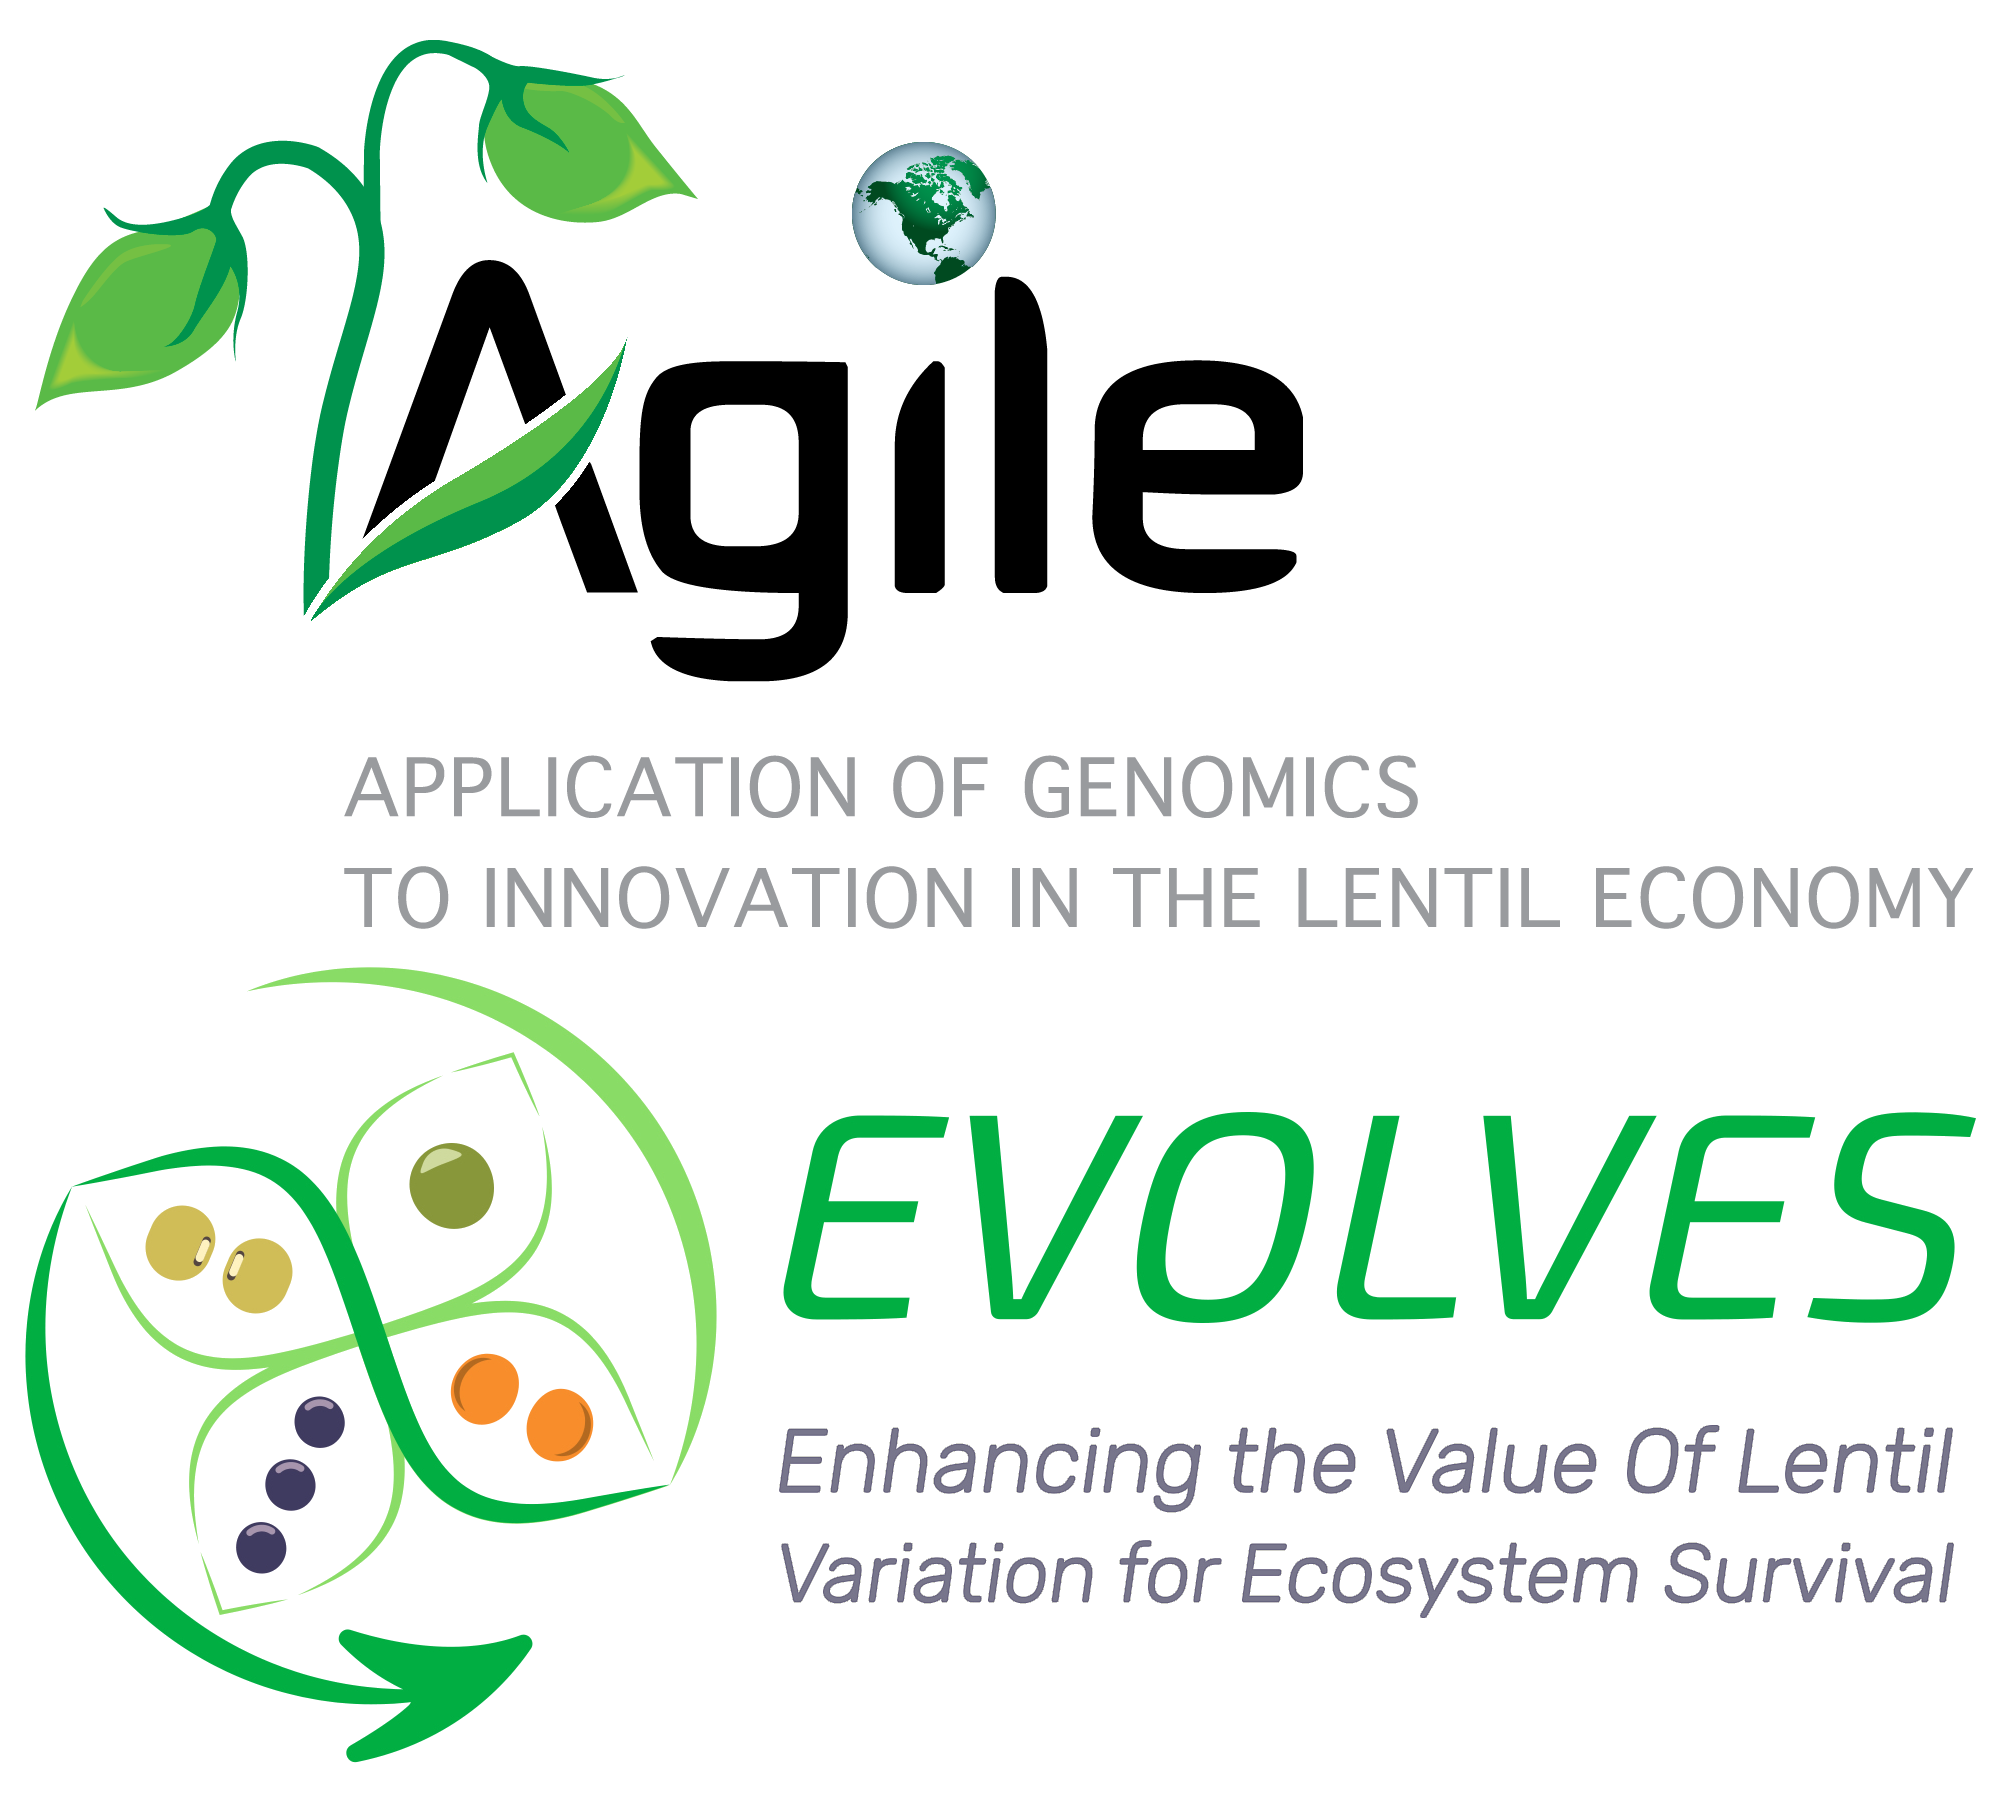 Agile
APPLICATION OF GENOMICS
TO INNOVATION IN THE LENTIL ECONOMY
EVOLVES
Enhancing the Value Of Lentil
Variation for Ecosystem Survival